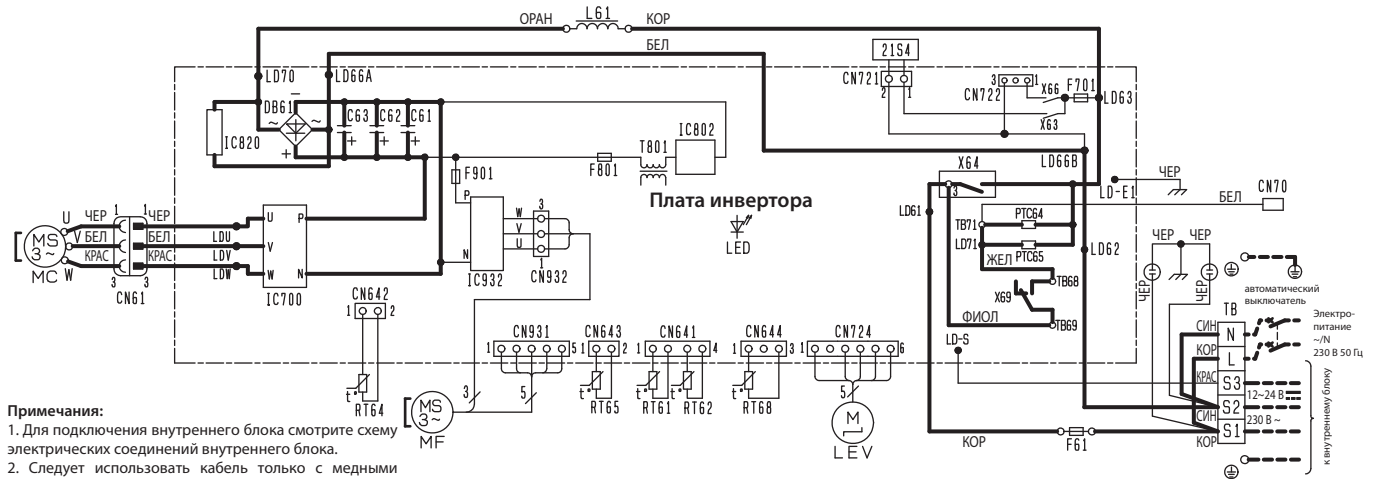 ОРАН L61 КОР
БЕЛ
LD70 LD66A
21S4
CN721
2 1
CN722
3 1
X66 F701
X63
LD63
DB61
~ ~
− +
IC820
C63 C62 C61
+ + +
F901
F801
T801 IC802
LD66B
X64
3
LD-E1
ЧЕР
БЕЛ
CN70
Плата инвертора
LED
LD61
TB71 PTC64
LD71 PTC65
LD62
ЖЕЛ
TB68
X69
ФИОЛ
TB69
U ЧЕР 1 1 ЧЕР
V БЕЛ БЕЛ
W КРАС 3 3 КРАС
MS
3~
MC
CN61
LDU
LDV
LDW
U P
V
W N
IC700
P
W
V
N U
IC932
3
1
CN932
ЧЕР ЧЕР
ЧЕР ЧЕР
автоматический
выключатель
Электро-
питание
~/N
230 В 50 Гц
TB
СИН N
КОР L
КРАС S3
12~24 В
S2
СИН 230 В ~
S1
КОР
к внутреннему блоку
CN642
1 2
t°
RT64
CN931
1 5
3 5
MS
3~
MF
CN643
1 2
t°
RT65
CN641
1 4
t° t°
RT61 RT62
CN644
1 3
t°
RT68
CN724
1 6
5
M
LEV
LD-S
КОР F61
Примечания:
1. Для подключения внутреннего блока смотрите схему
электрических соединений внутреннего блока.
2. Следует использовать кабель только с медными